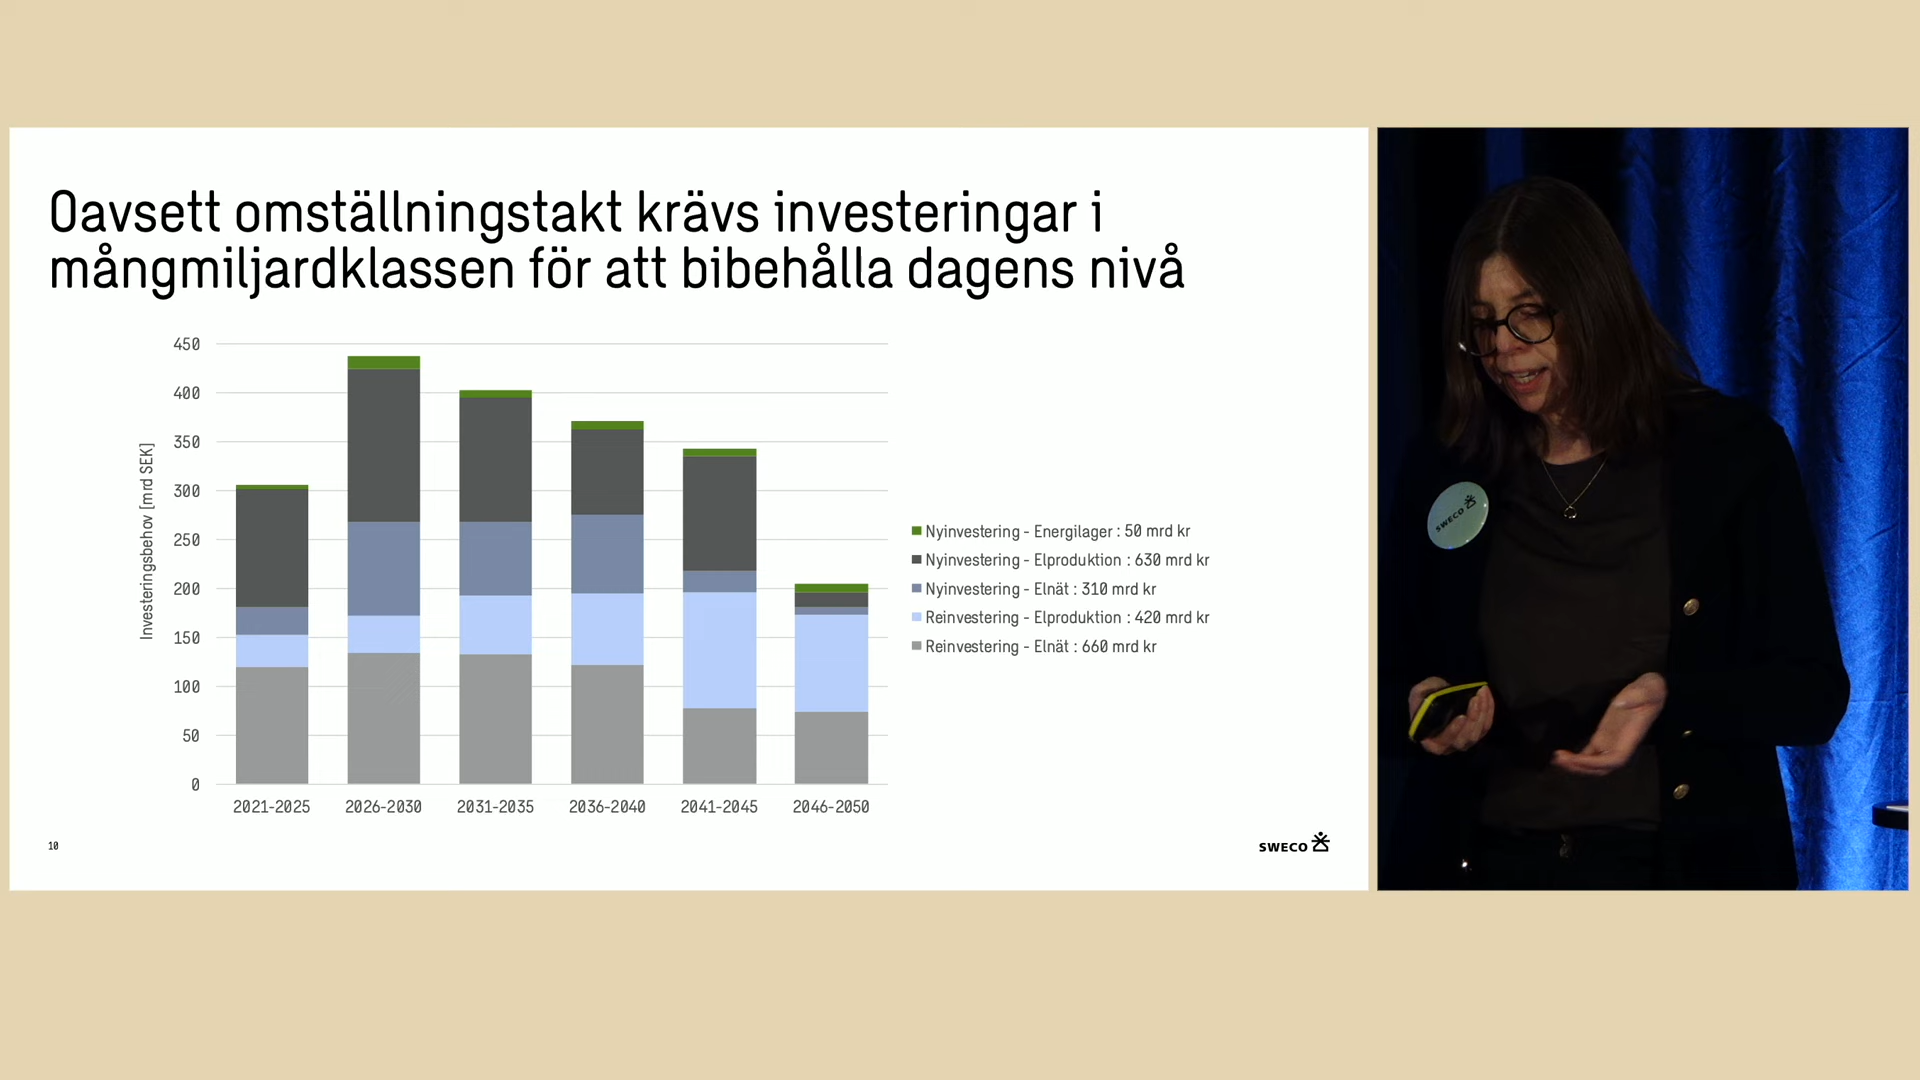 Oavsett omställningstakt krävs investeringar i
mångmiljardklassen för att bibehålla dagens nivå
Investeringsbehov [mrd SEK]
450
400
350
300
250
200
150
100
50
0
2021-2025
2026-2030
2031-2035
2036-2040
2041-2045
2046-2050
Nyinvestering - Energilager : 50 mrd kr
Nyinvestering - Elproduktion : 630 mrd kr
Nyinvestering - Elnät : 310 mrd kr
Reinvestering - Elproduktion : 420 mrd kr
Reinvestering - Elnät : 660 mrd kr
10
SWECO
SWECO